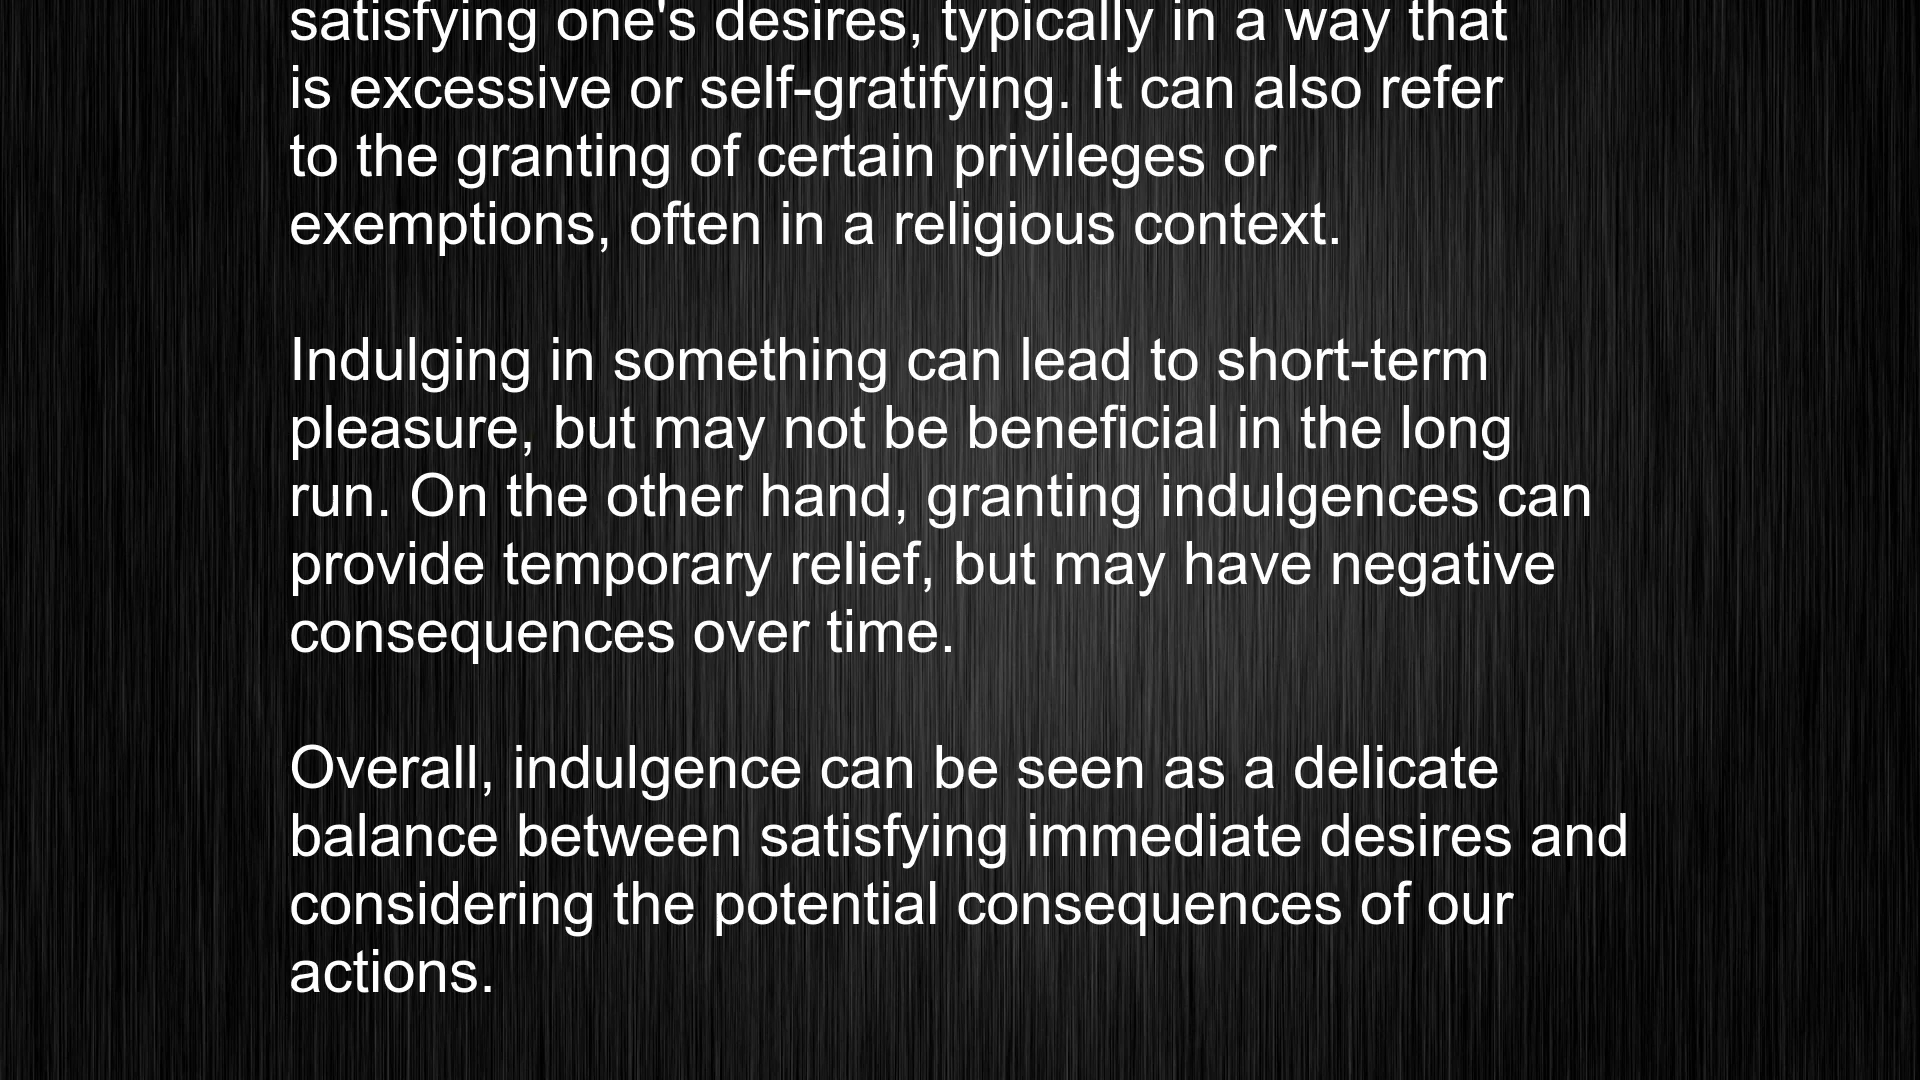 satisfying one's desires, typically in a way that
is excessive or self-gratifying. It can also refer
to the granting of certain privileges or
exemptions, often in a religious context.
Indulging in something can lead to short-term
pleasure, but may not be beneficial in the long
run. On the other hand, granting indulgences can
provide temporary relief, but may have negative
consequences over time.
Overall, indulgence can be seen as a delicate
balance between satisfying immediate desires and
considering the potential consequences of our
actions.